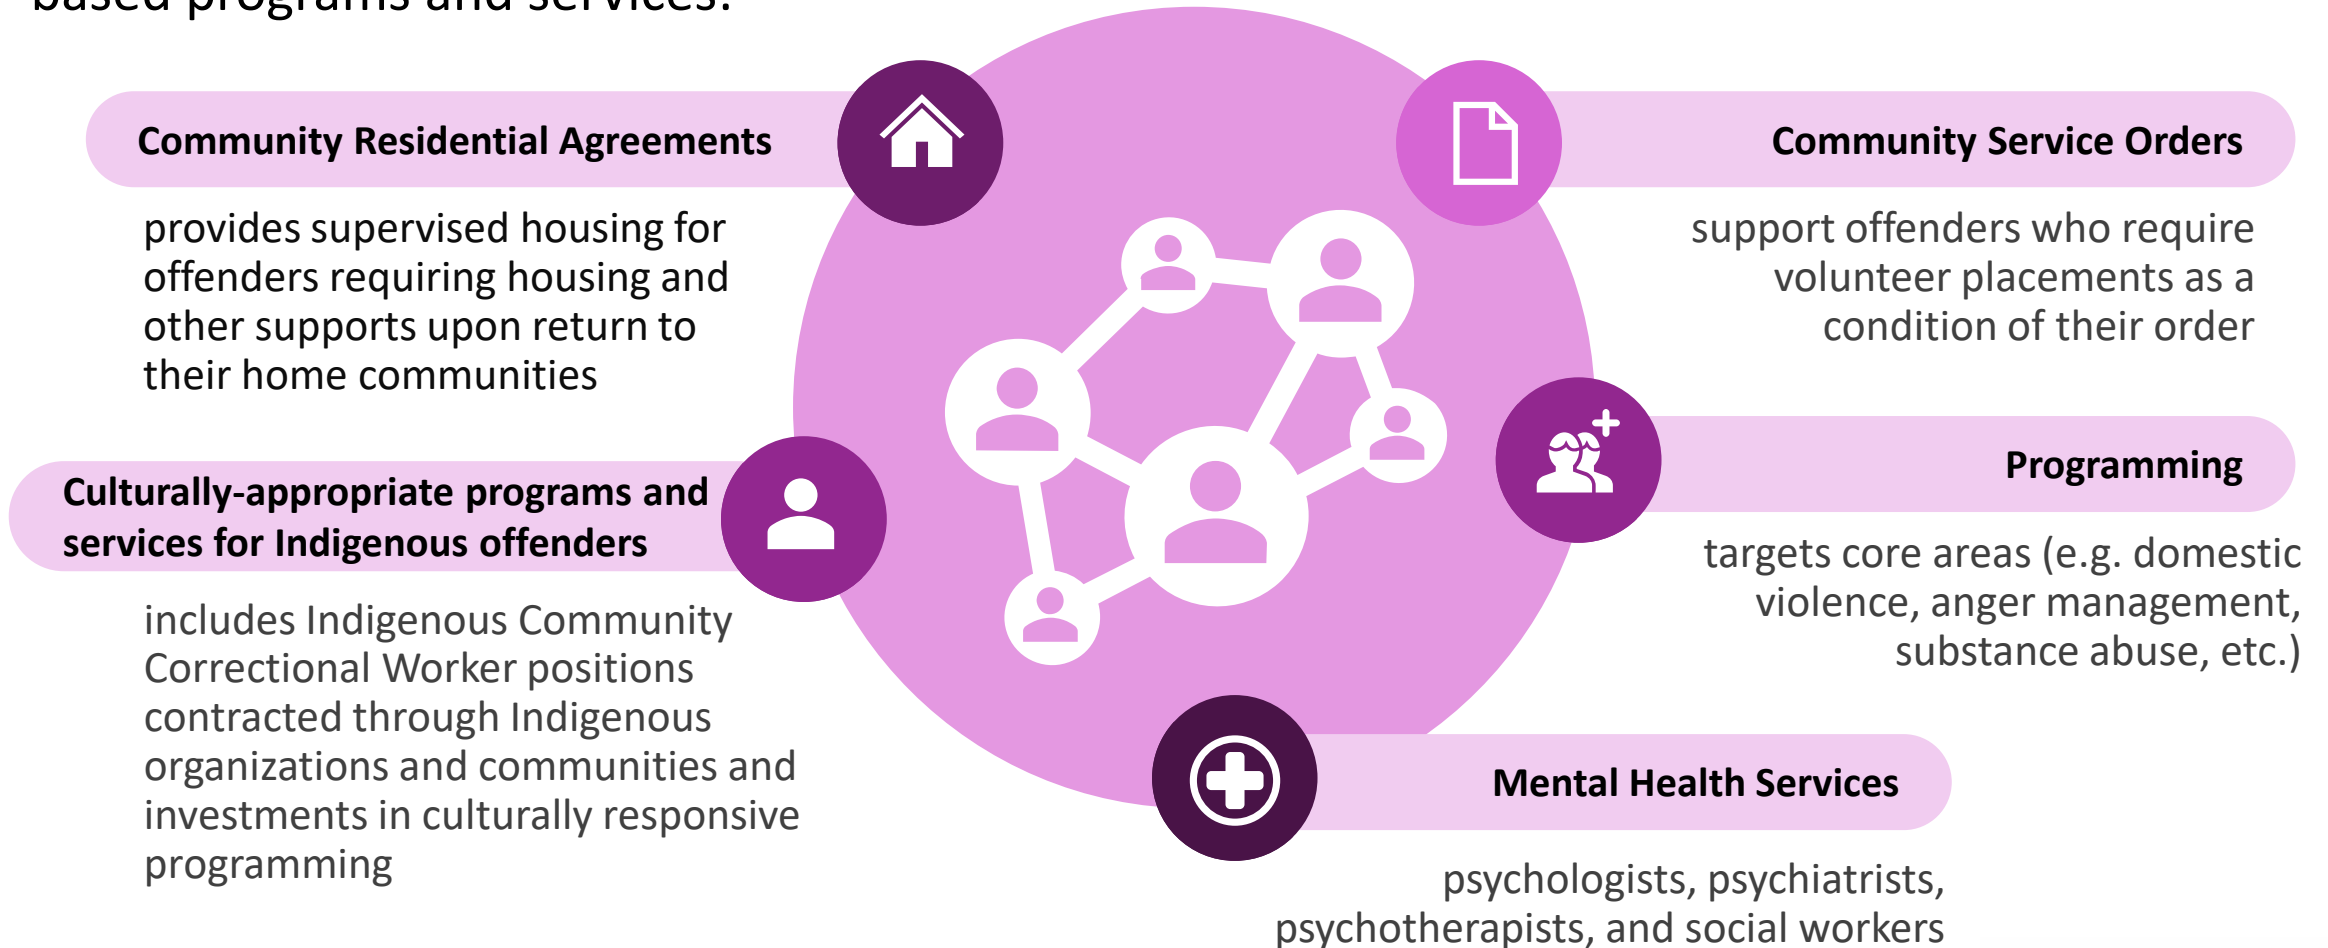 based programs and services:
Community Residential Agreements
provides supervised housing for
offenders requiring housing and
other supports upon return to
their home communities
Culturally-appropriate programs and
services for Indigenous offenders
includes Indigenous Community
Correctional Worker positions
contracted through Indigenous
organizations and communities and
investments in culturally responsive
programming
Community Service Orders
support offenders who require
volunteer placements as a
condition of their order
Programming
targets core areas (e.g. domestic
violence, anger management,
substance abuse, etc.)
Mental Health Services
psychologists, psychiatrists,
psychotherapists, and social workers